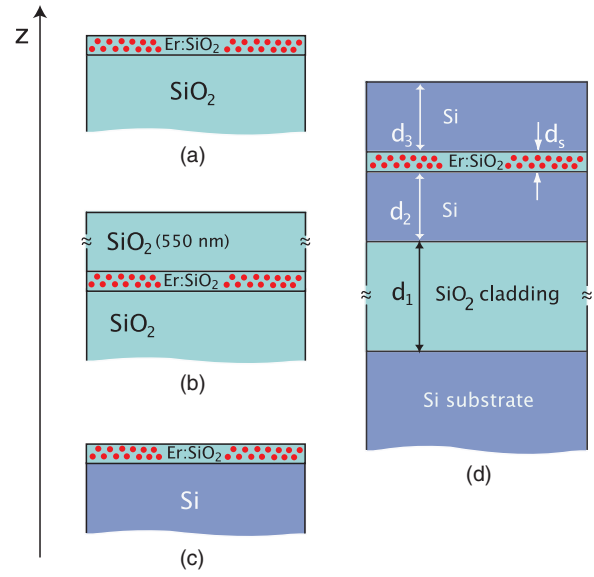 z
Er:SiO₂
SiO₂
(a)
SiO₂ (550 nm)
Er:SiO₂
SiO₂
(b)
Er:SiO₂
Si
(c)
Si
d₃
dₛ
Er:SiO₂
d₂
Si
d₁
SiO₂ cladding
Si substrate
(d)